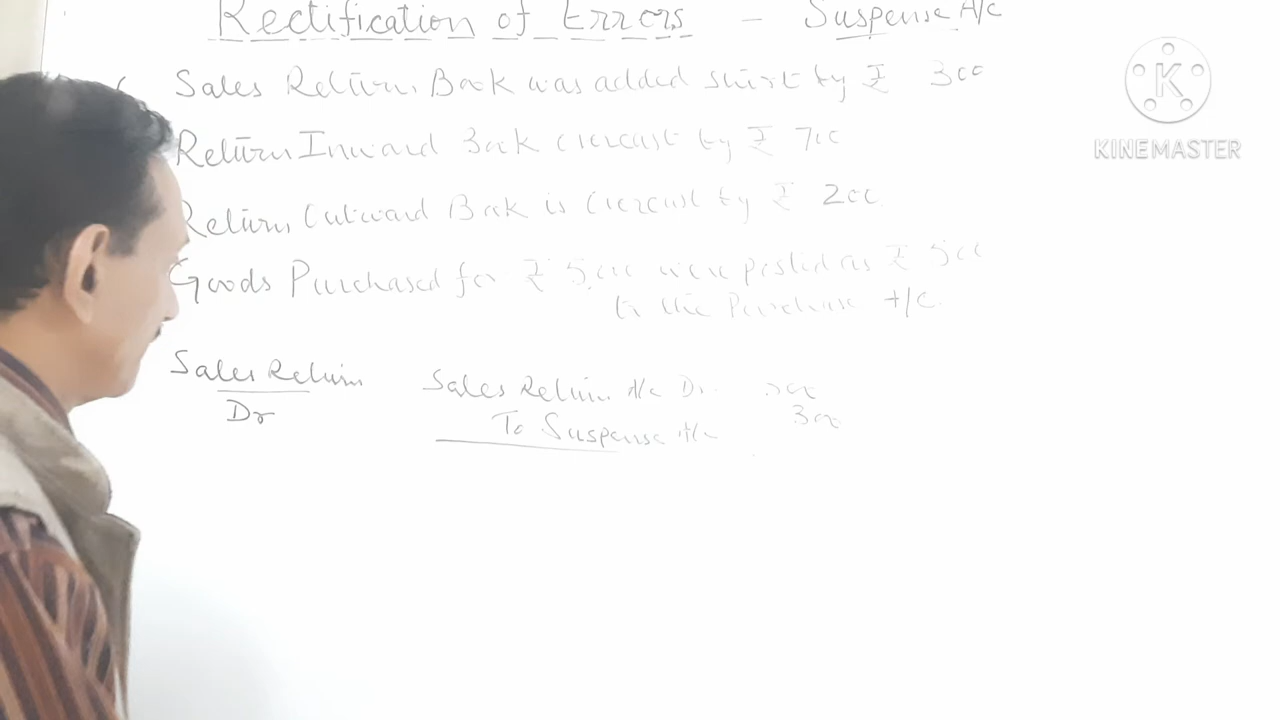 Rectification of Errors - Suspense A/c
Sales Return Book was added short by ₹ 300
Return Inward Book overcast by ₹ 700
Return Outward Book is overcast by ₹ 200
Goods Purchased for ₹ 5,000 were posted as ₹ 500
to the Purchase A/c
Sales Return
Dr
Sales Return A/c Dr 300
To Suspense A/c 300
K
KINEMASTER